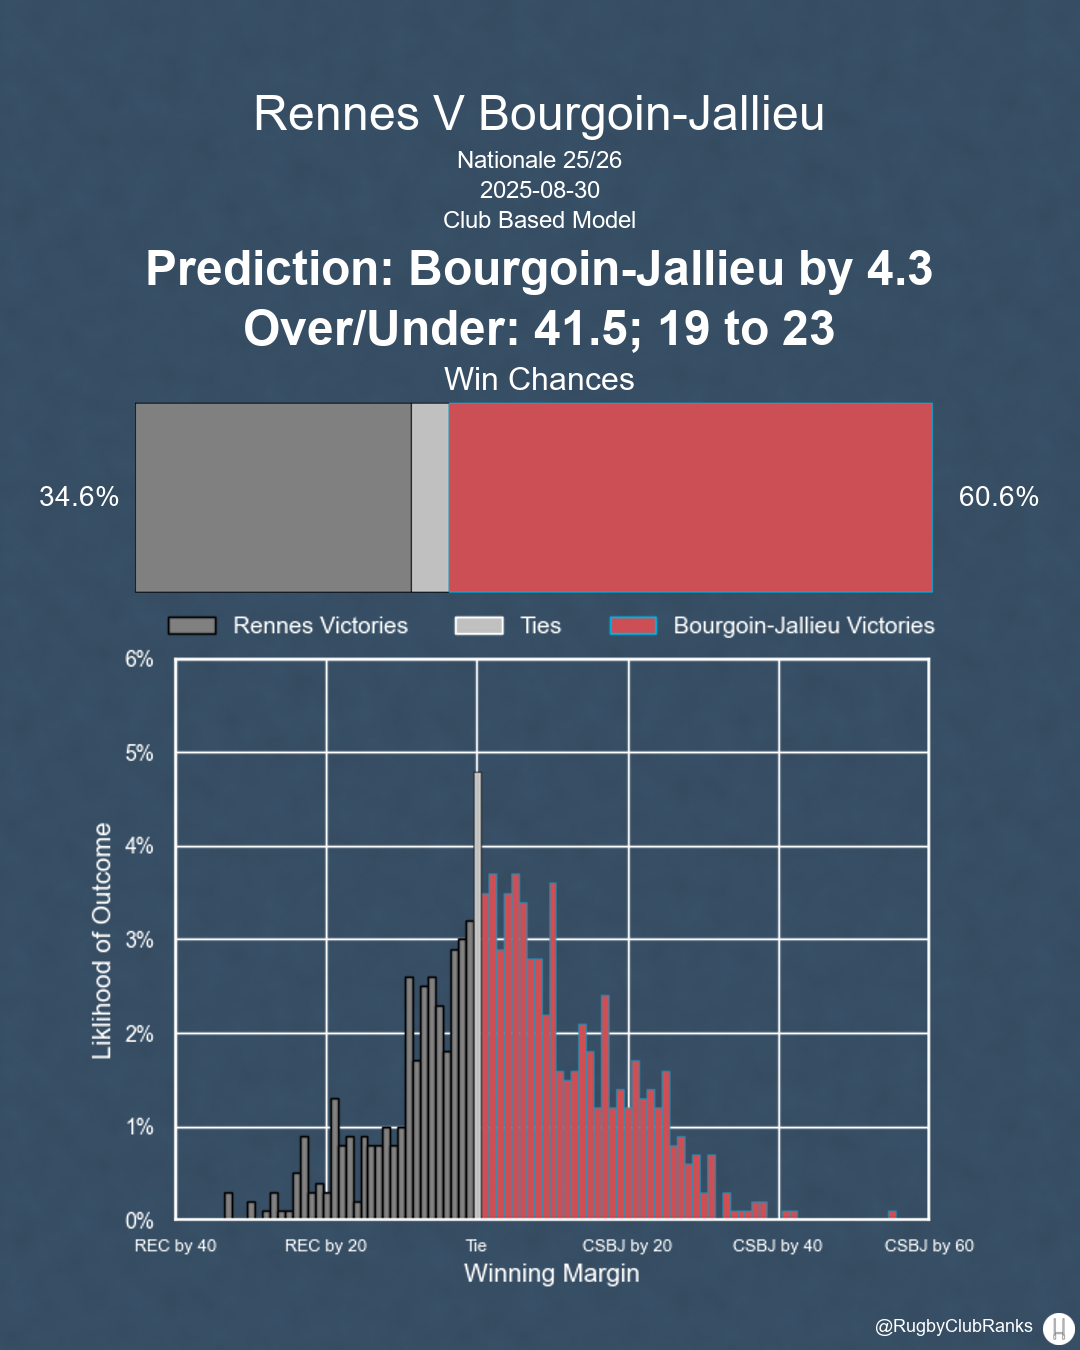 Rennes V Bourgoin-Jallieu
Nationale 25/26
2025-08-30
Club Based Model
Prediction: Bourgoin-Jallieu by 4.3
Over/Under: 41.5; 19 to 23
Win Chances
34.6%
60.6%
Rennes Victories
Ties
Bourgoin-Jallieu Victories
6%
5%
4%
3%
2%
1%
0%
Liklihood of Outcome
REC by 40
REC by 20
Tie
CSBJ by 20
CSBJ by 40
CSBJ by 60
Winning Margin
@RugbyClubRanks